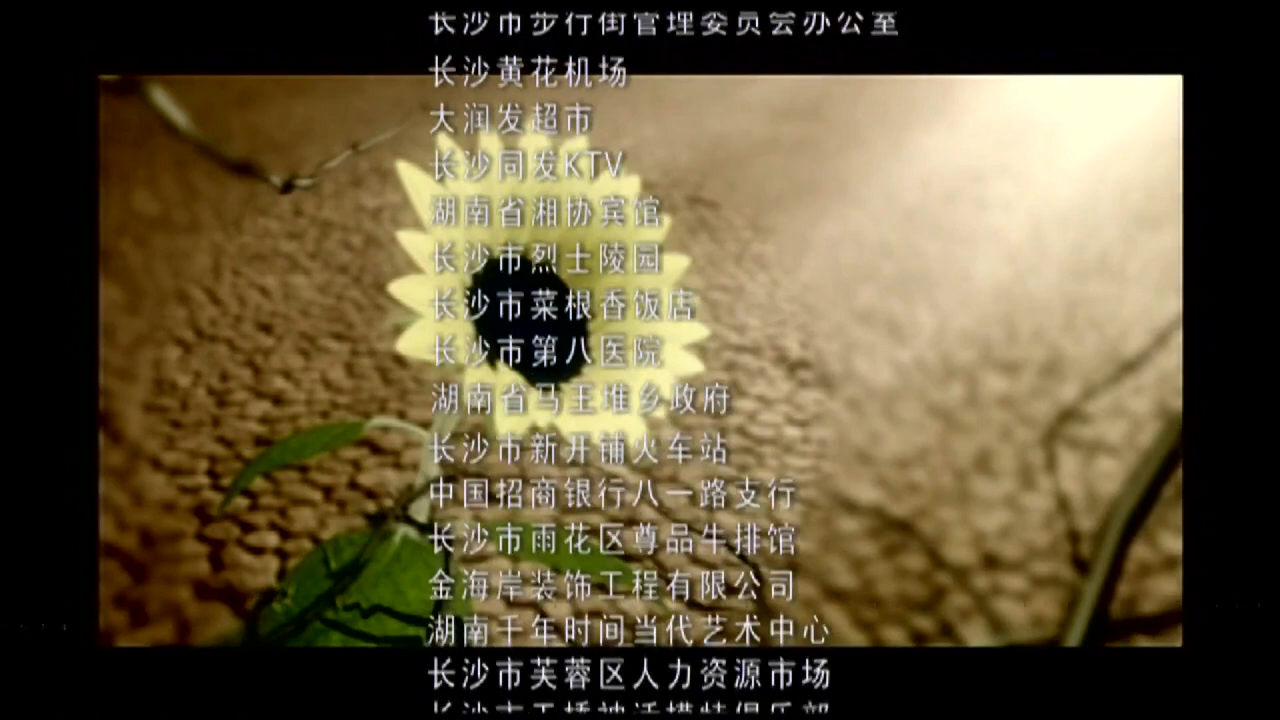 长沙市步行街管理委员会办公室
长沙黄花机场
大润发超市
长沙同发KTV
湖南省湘协宾馆
长沙市烈士陵园
长沙市菜根香饭店
长沙市第八医院
湖南省马王堆乡政府
长沙市新开铺火车站
中国招商银行八一路支行
长沙市雨花区尊品牛排馆
金海岸装饰工程有限公司
湖南千年时间当代艺术中心
长沙市芙蓉区人力资源市场